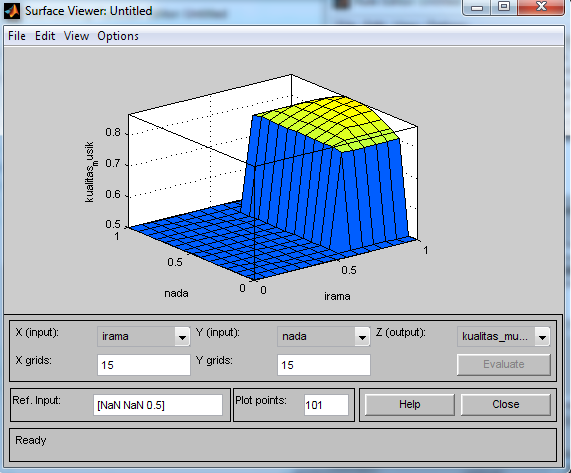 Surface Viewer: Untitled
File Edit View Options
0.8
0.7
0.6
0.5
kualitas_musik
1
0.5
0
nada
0
0.5
1
irama
X (input): irama Y (input): nada Z (output): kualitas_mu...
X grids: 15 Y grids: 15 Evaluate
Ref. Input: [NaN NaN 0.5] Plot points: 101 Help Close
Ready